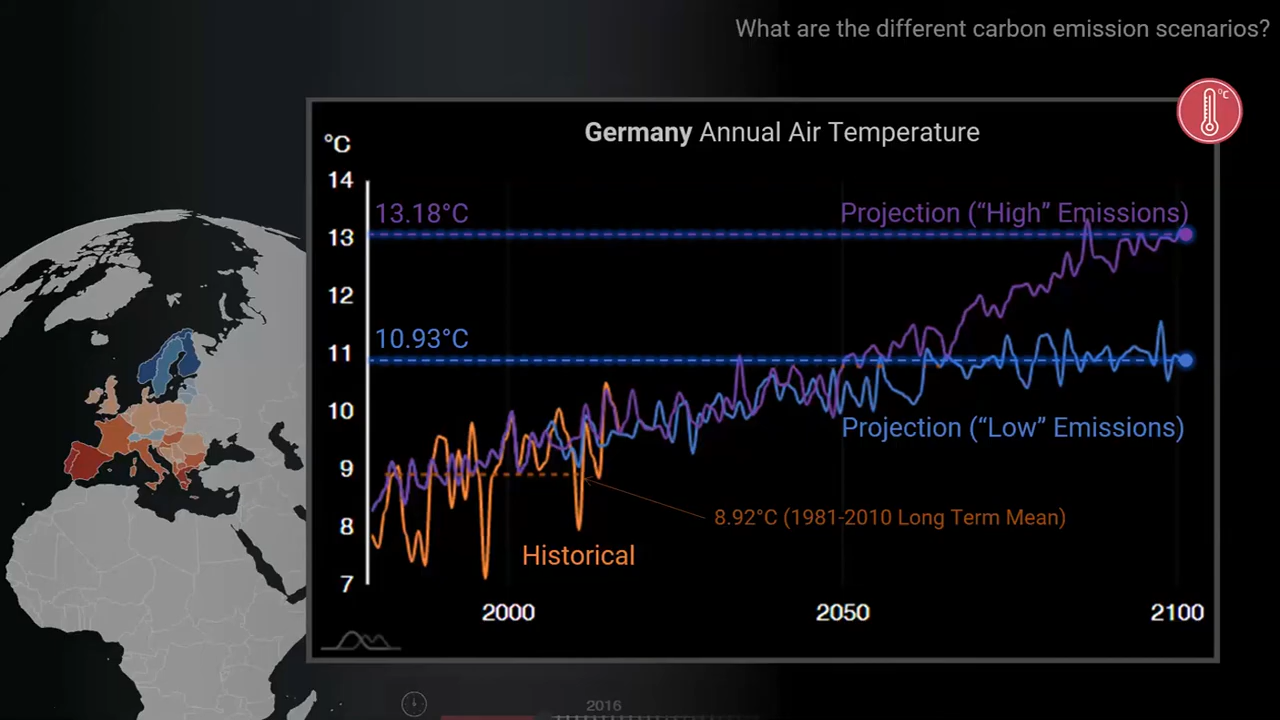 What are the different carbon emission scenarios?
°C
Germany Annual Air Temperature
°C
14
13.18°C
Projection (“High” Emissions)
13
12
10.93°C
11
10
Projection (“Low” Emissions)
9
8.92°C (1981-2010 Long Term Mean)
8
Historical
7
2000
2050
2100
2016